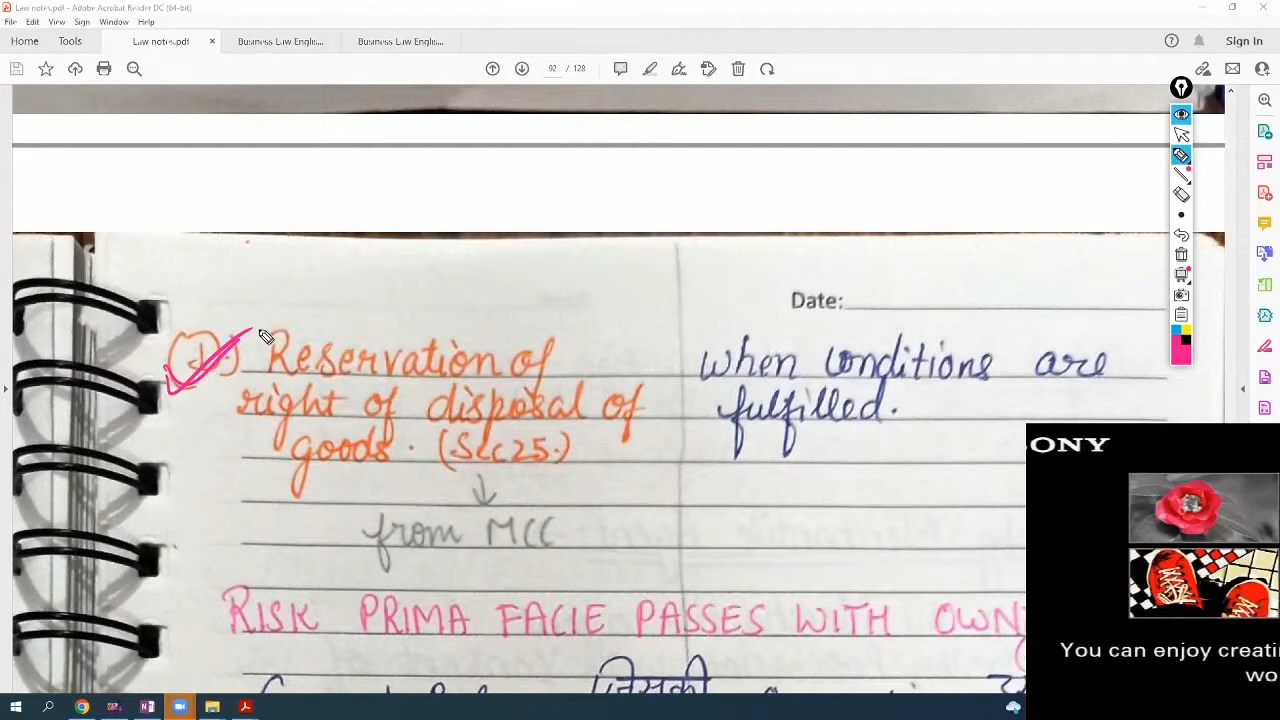 Law notes.pdf - Adobe Acrobat Reader DC (64-bit)
File Edit View Sign Window Help
Home Tools Law notes.pdf × Business Law Englis... Business Law Englis... Sign In
92 / 128
Date:
D.) Reservation of
right of disposal of
goods. (Sec 25.)
from MCC
when conditions are
fulfilled.
RISK PRIMA FACIE PASSES WITH OWN
जिसकी
SONY
You can enjoy creati
wo